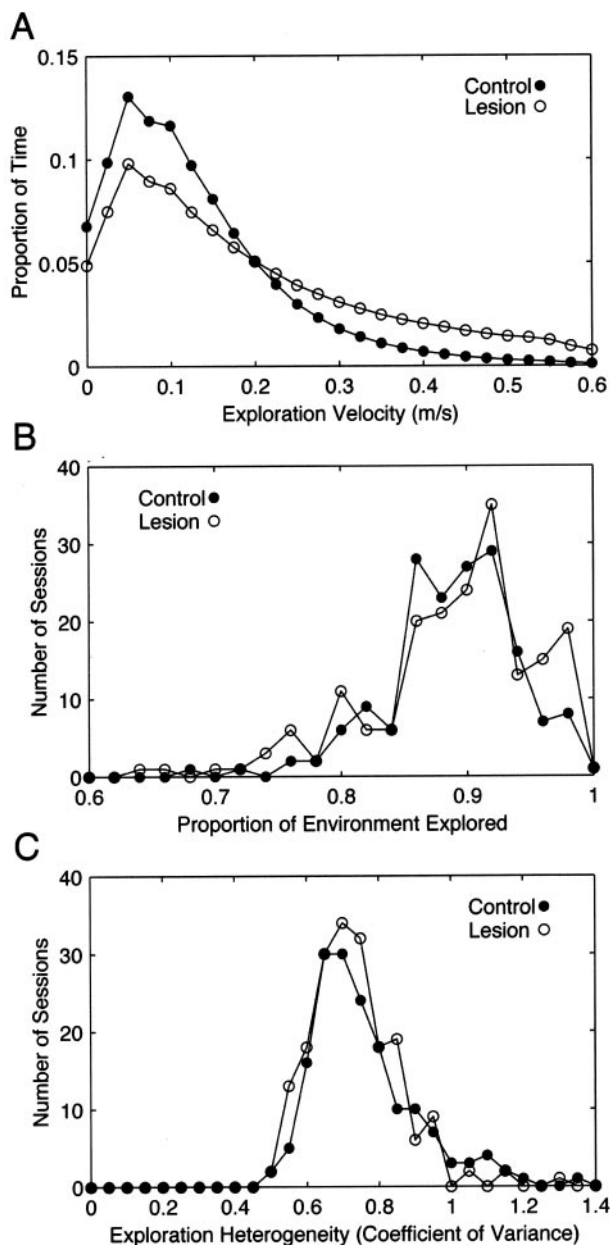 A
0.15
0.1
0.05
0
Proportion of Time
Control
Lesion
0 0.1 0.2 0.3 0.4 0.5 0.6
Exploration Velocity (m/s)
B
40
30
20
10
0
Number of Sessions
Control
Lesion
0.6 0.7 0.8 0.9 1
Proportion of Environment Explored
C
40
30
20
10
0
Number of Sessions
Control
Lesion
0 0.2 0.4 0.6 0.8 1 1.2 1.4
Exploration Heterogeneity (Coefficient of Variance)